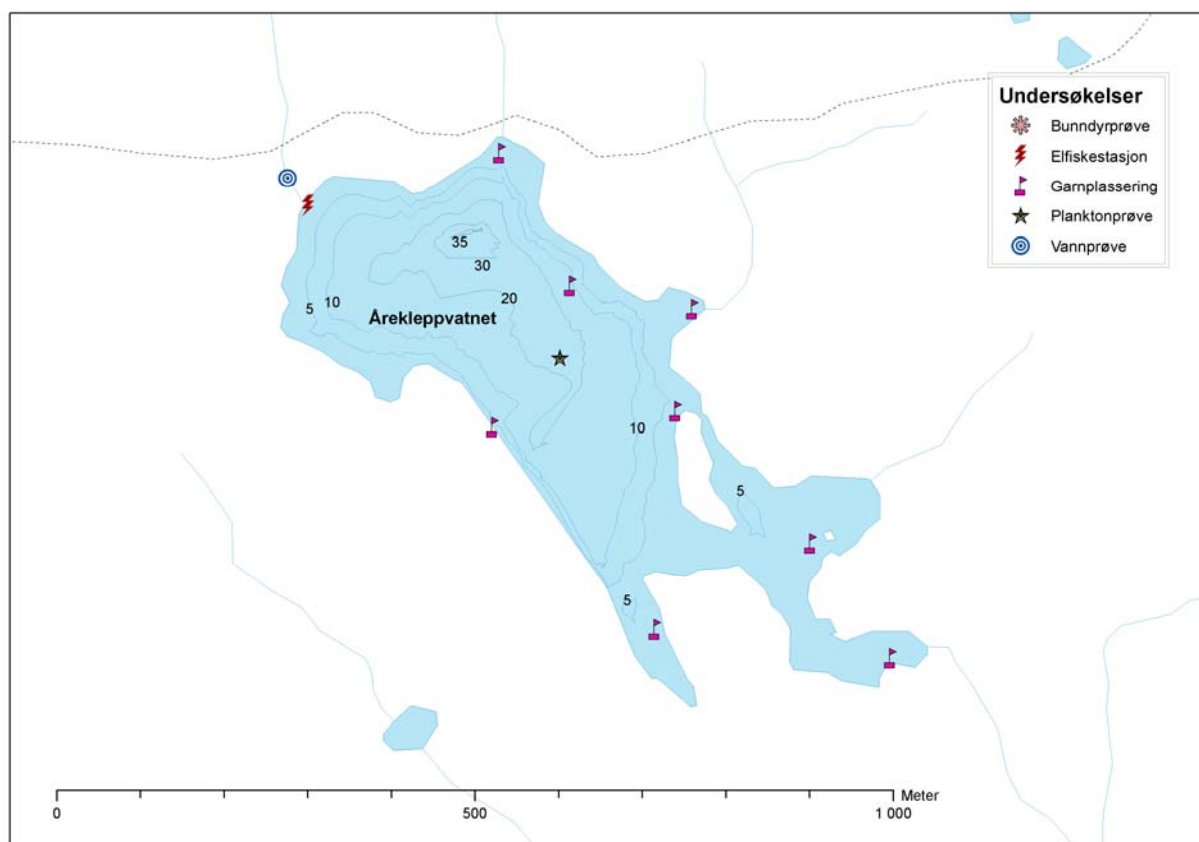 Undersøkelser
Bunndyrprøve
Elfiskestasjon
Garnplassering
Planktonprøve
Vannprøve
35
30
20
5
10
Årekleppvatnet
10
5
5
0
500
1 000
Meter